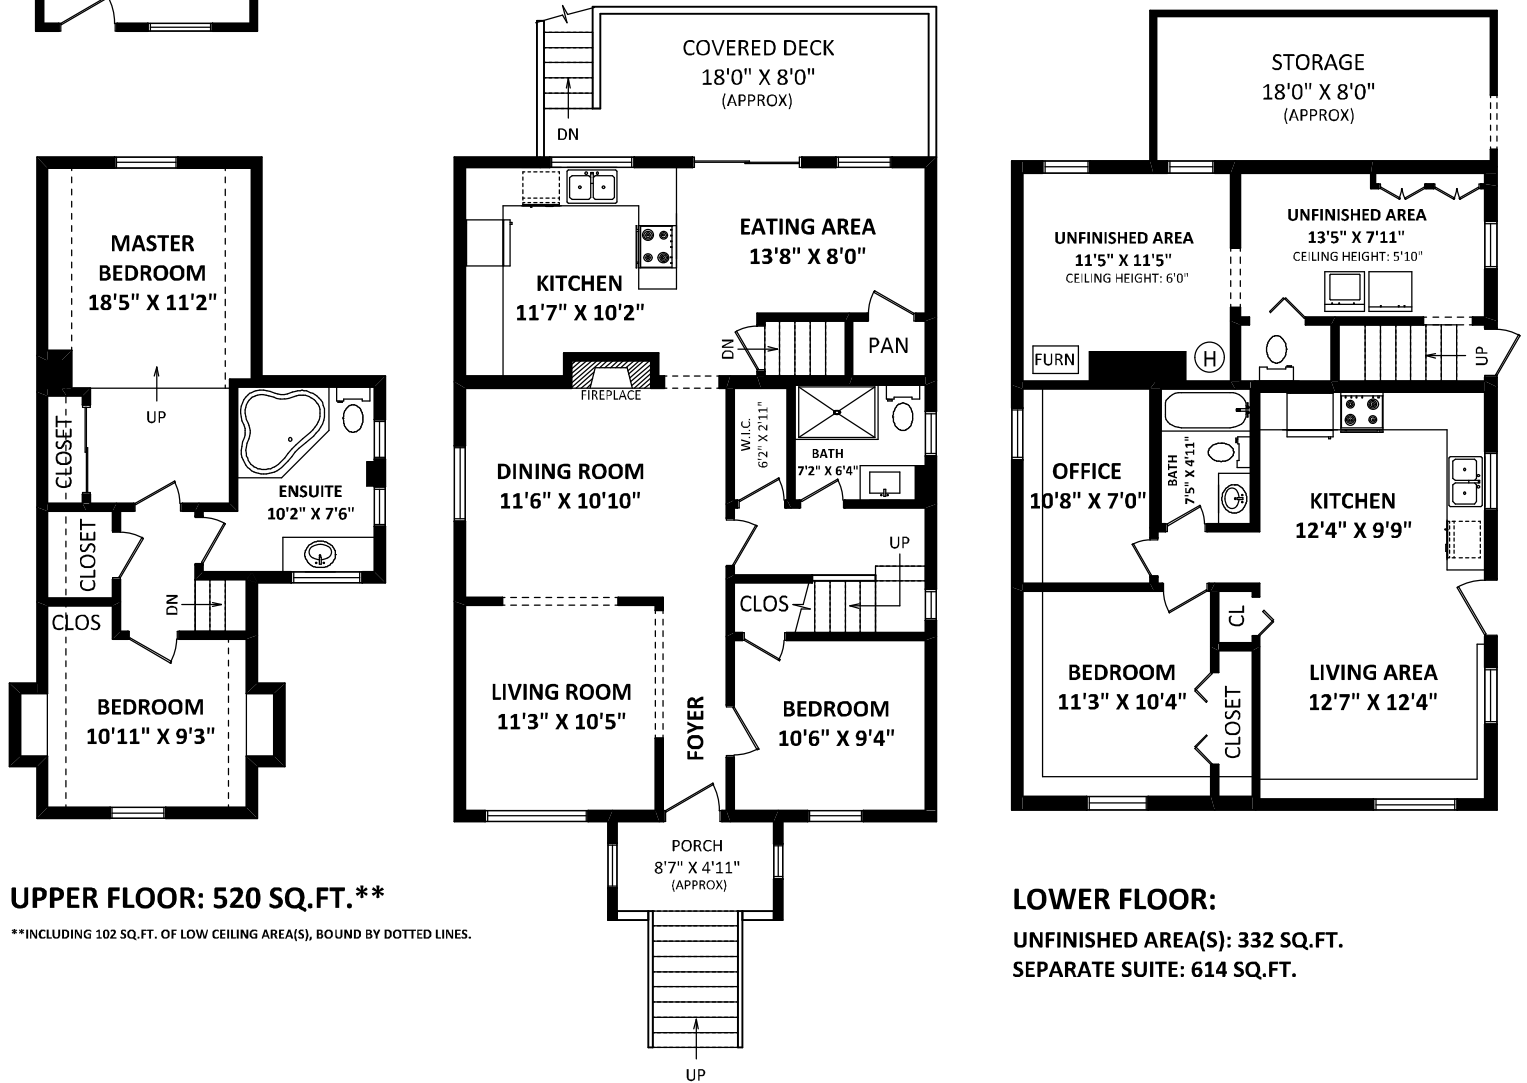 MASTER
BEDROOM
18'5" X 11'2"
UP
CLOSET
ENSUITE
10'2" X 7'6"
CLOSET
DN
CLOS
BEDROOM
10'11" X 9'3"
UPPER FLOOR: 520 SQ.FT.**
**INCLUDING 102 SQ.FT. OF LOW CEILING AREA(S), BOUND BY DOTTED LINES.
COVERED DECK
18'0" X 8'0"
(APPROX)
DN
EATING AREA
13'8" X 8'0"
KITCHEN
11'7" X 10'2"
DN
PAN
FIREPLACE
W.I.C.
6'2" X 2'11"
BATH
7'2" X 6'4"
DINING ROOM
11'6" X 10'10"
UP
CLOS
LIVING ROOM
11'3" X 10'5"
FOYER
BEDROOM
10'6" X 9'4"
PORCH
8'7" X 4'11"
(APPROX)
UP
STORAGE
18'0" X 8'0"
(APPROX)
UNFINISHED AREA
11'5" X 11'5"
CEILING HEIGHT: 6'0"
UNFINISHED AREA
13'5" X 7'11"
CEILING HEIGHT: 5'10"
FURN
H
UP
OFFICE
10'8" X 7'0"
BATH
7'5" X 4'11"
KITCHEN
12'4" X 9'9"
CL
BEDROOM
11'3" X 10'4"
CLOSET
LIVING AREA
12'7" X 12'4"
LOWER FLOOR:
UNFINISHED AREA(S): 332 SQ.FT.
SEPARATE SUITE: 614 SQ.FT.